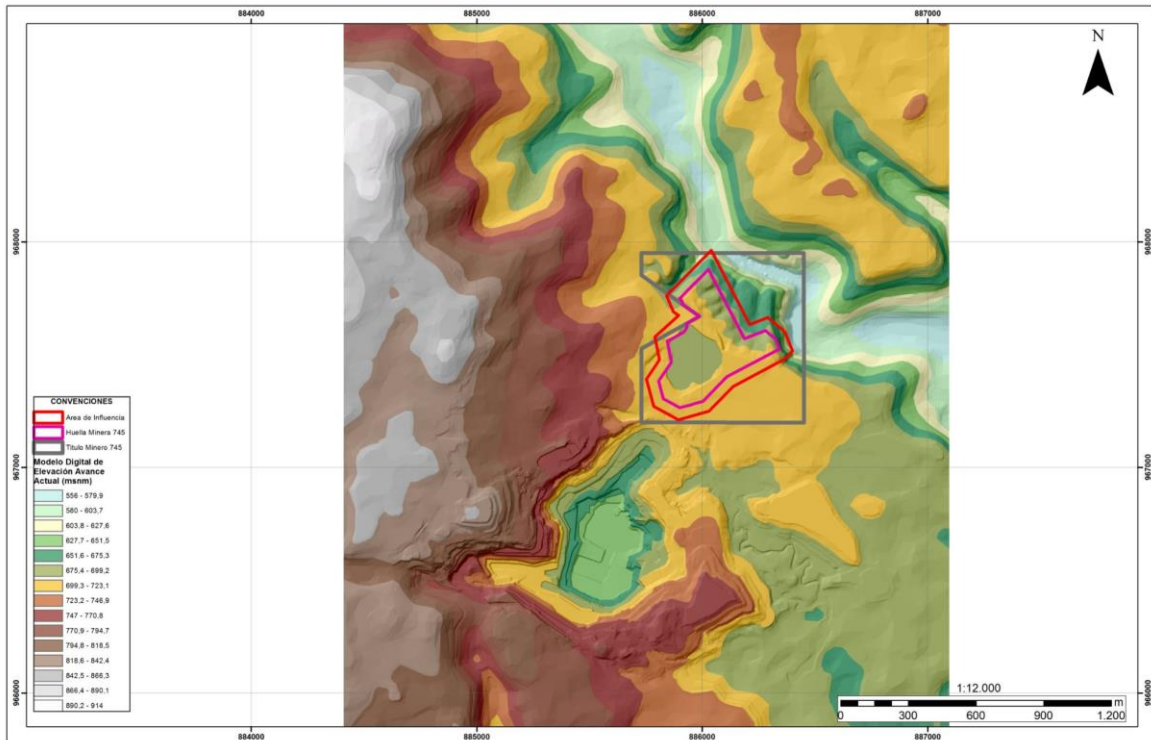 884000 885000 886000 887000
N
968000 968000
CONVENCIONES
Área de Influencia
Huella Minera 745
Título Minero 745
Modelo Digital de
Elevación Avance
Actual (msnm)
556 - 579,9
580 - 603,7
603,8 - 627,6
627,7 - 651,5
651,6 - 675,3
675,4 - 699,2
699,3 - 723,1
723,2 - 746,9
747 - 770,8
770,9 - 794,7
794,8 - 818,5
818,6 - 842,4
842,5 - 866,3
866,4 - 890,1
890,2 - 914
967000 967000
966000 966000
1:12.000
m
0 300 600 900 1.200
884000 885000 886000 887000